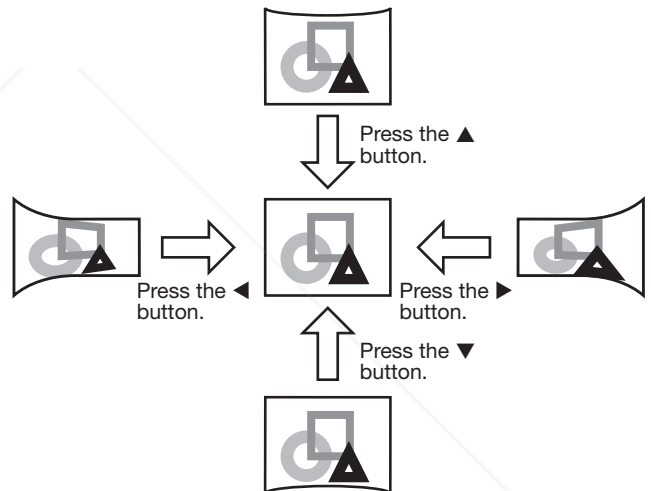 Press the ▲
button.
Press the ◀
button.
Press the ▶
button.
Press the ▼
button.